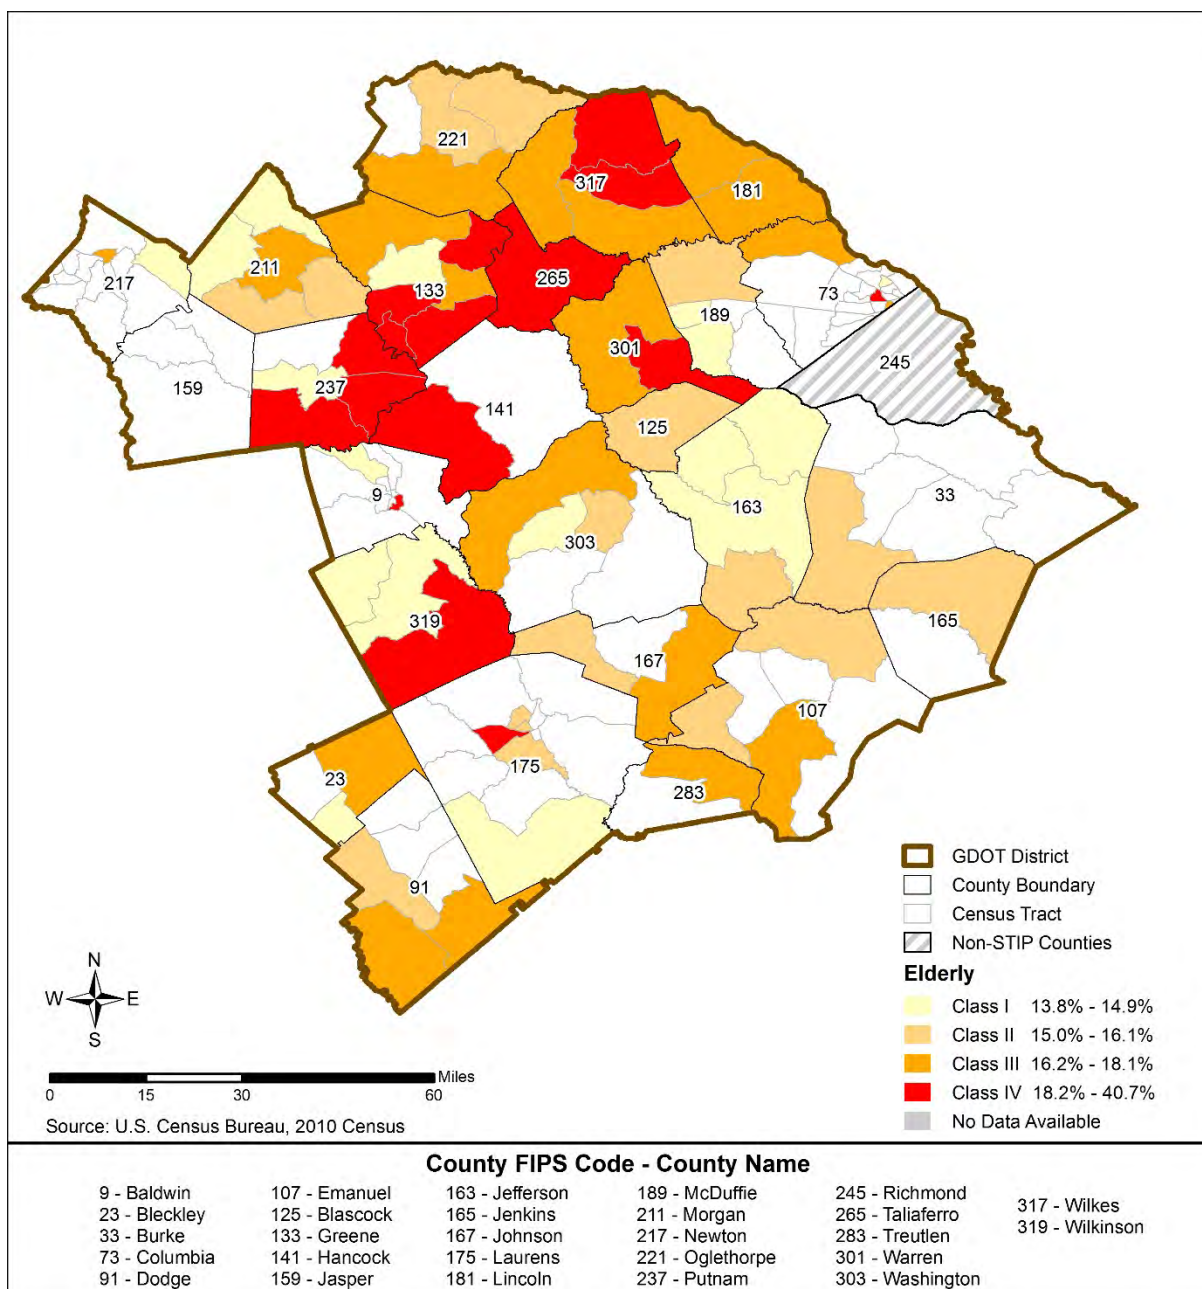 221
317
181
211
217
265
133
73
189
301
245
159
237
141
125
9
33
163
303
319
165
167
107
175
23
283
91
GDOT District
County Boundary
Census Tract
Non-STIP Counties
Elderly
Class I 13.8% - 14.9%
Class II 15.0% - 16.1%
Class III 16.2% - 18.1%
Class IV 18.2% - 40.7%
No Data Available
N
W E
S
Miles
0 15 30 60
Source: U.S. Census Bureau, 2010 Census
County FIPS Code - County Name
9 - Baldwin
23 - Bleckley
33 - Burke
73 - Columbia
91 - Dodge
107 - Emanuel
125 - Blascock
133 - Greene
141 - Hancock
159 - Jasper
163 - Jefferson
165 - Jenkins
167 - Johnson
175 - Laurens
181 - Lincoln
189 - McDuffie
211 - Morgan
217 - Newton
221 - Oglethorpe
237 - Putnam
245 - Richmond
265 - Taliaferro
283 - Treutlen
301 - Warren
303 - Washington
317 - Wilkes
319 - Wilkinson